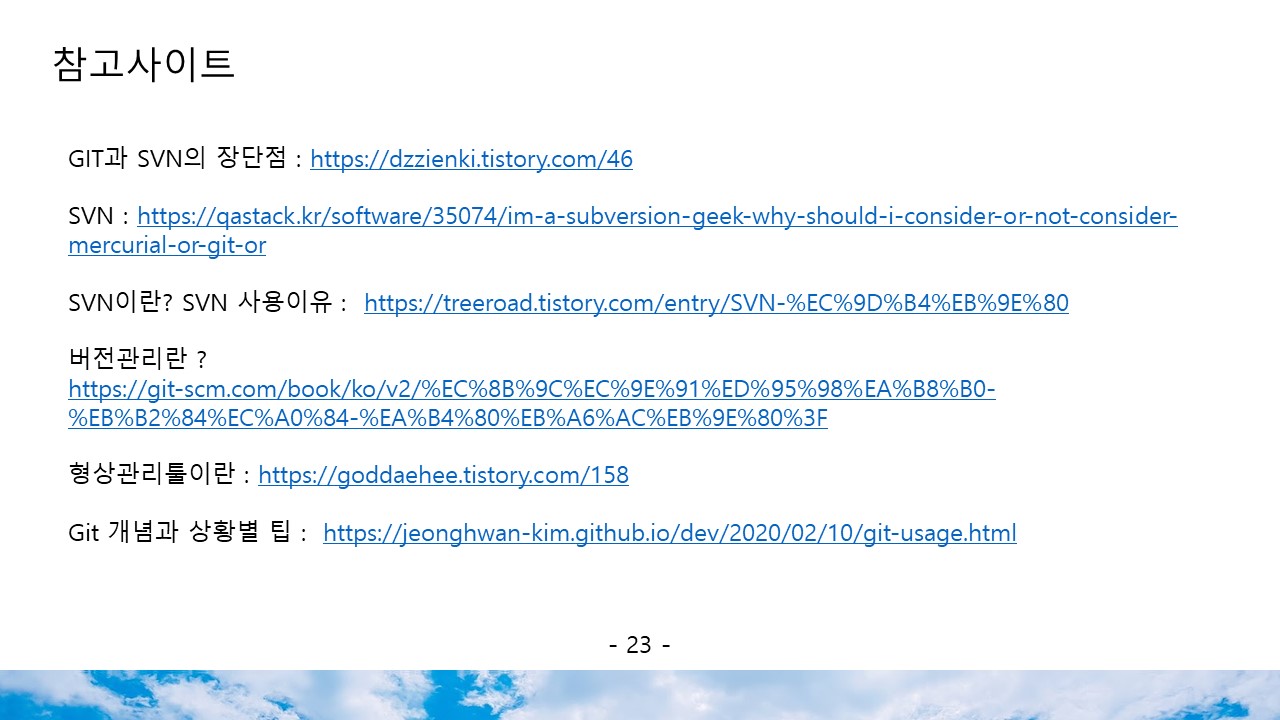 참고사이트
GIT과 SVN의 장단점 : https://dzzienki.tistory.com/46
SVN : https://qastack.kr/software/35074/im-a-subversion-geek-why-should-i-consider-or-not-consider-
mercurial-or-git-or
SVN이란? SVN 사용이유 :  https://treeroad.tistory.com/entry/SVN-%EC%9D%B4%EB%9E%80
버전관리란 ?
https://git-scm.com/book/ko/v2/%EC%8B%9C%EC%9E%91%ED%95%98%EA%B8%B0-
%EB%B2%84%EC%A0%84-%EA%B4%80%EB%A6%AC%EB%9E%80%3F
형상관리툴이란 : https://goddaehee.tistory.com/158
Git 개념과 상황별 팁 :  https://jeonghwan-kim.github.io/dev/2020/02/10/git-usage.html
- 23 -